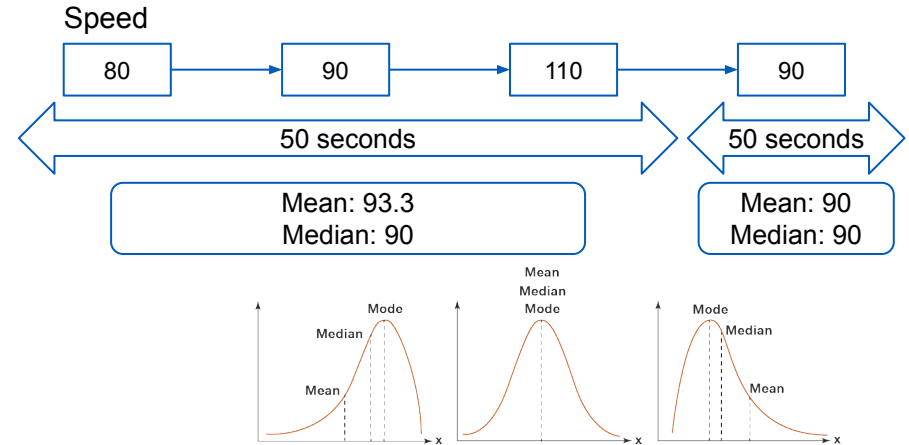 Speed
80
90
110
90
50 seconds
50 seconds
Mean: 93.3
Median: 90
Mean: 90
Median: 90
Mode
Median
Mean
x
Mean
Median
Mode
x
Mode
Median
Mean
x